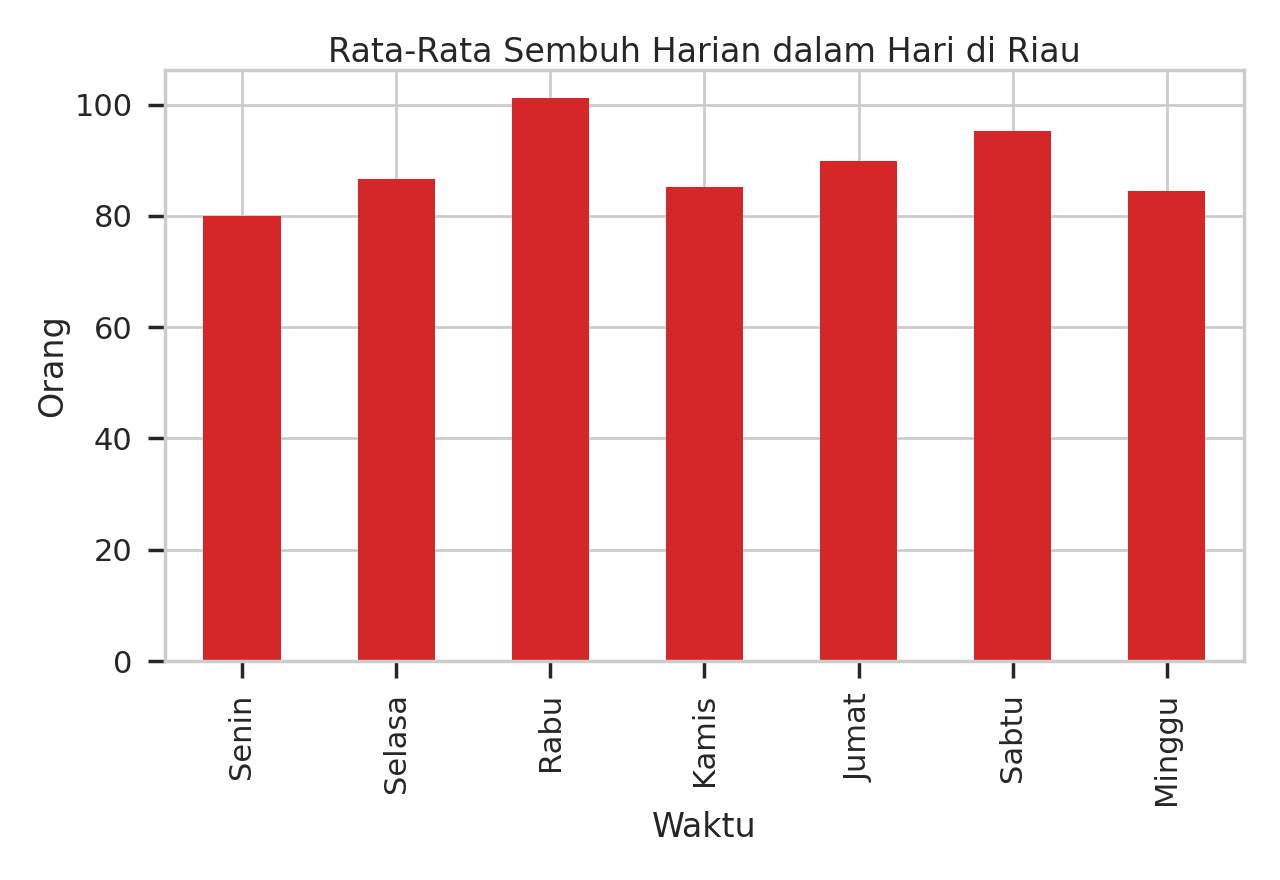 Rata-Rata Sembuh Harian dalam Hari di Riau
100
80
60
40
20
0
Orang
Senin
Selasa
Rabu
Kamis
Jumat
Sabtu
Minggu
Waktu